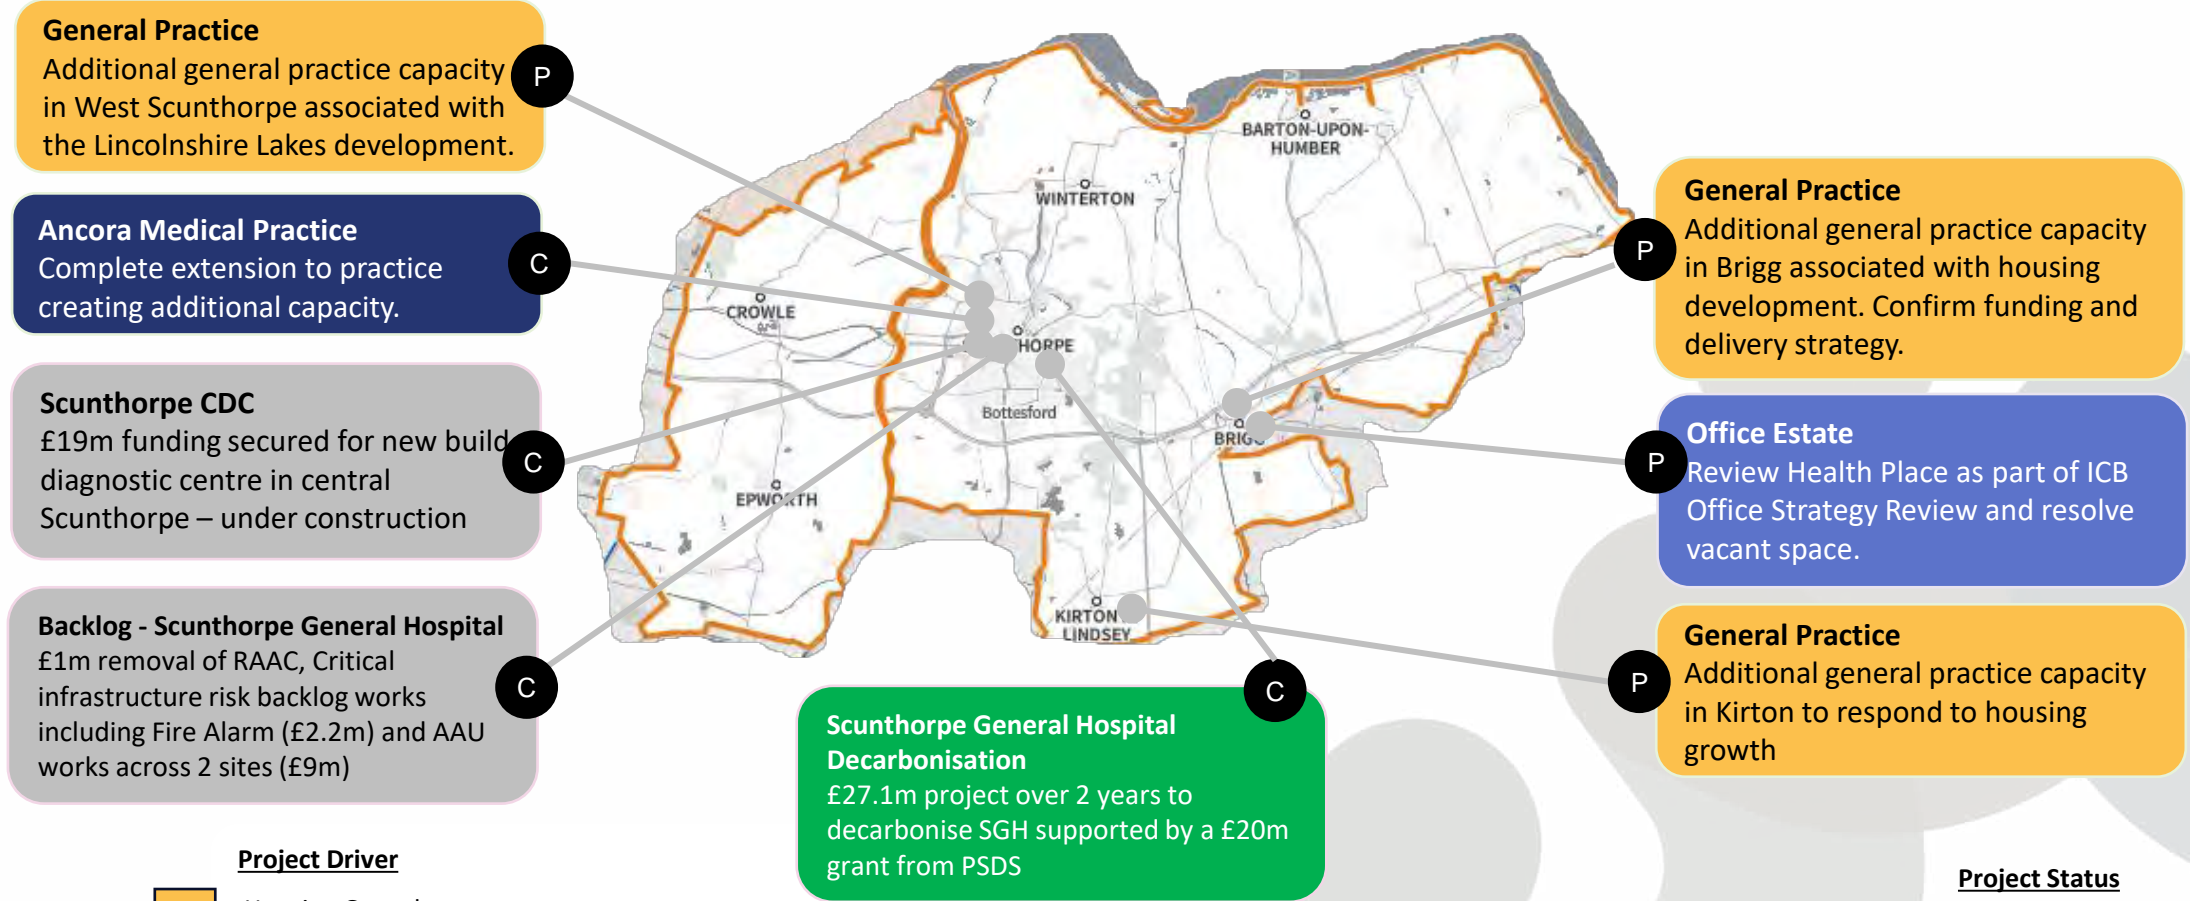 General Practice
Additional general practice capacity
in West Scunthorpe associated with
the Lincolnshire Lakes development.
P
Ancora Medical Practice
Complete extension to practice
creating additional capacity.
C
Scunthorpe CDC
£19m funding secured for new build
diagnostic centre in central
Scunthorpe – under construction
C
Backlog - Scunthorpe General Hospital
£1m removal of RAAC, Critical
infrastructure risk backlog works
including Fire Alarm (£2.2m) and AAU
works across 2 sites (£9m)
C
BARTON-UPON-
HUMBER
WINTERTON
CROWLE
HORPE
Bottesford
BRIGG
EPWORTH
KIRTON
LINDSEY
Scunthorpe General Hospital
Decarbonisation
£27.1m project over 2 years to
decarbonise SGH supported by a £20m
grant from PSDS
C
General Practice
Additional general practice capacity
in Brigg associated with housing
development. Confirm funding and
delivery strategy.
P
Office Estate
Review Health Place as part of ICB
Office Strategy Review and resolve
vacant space.
P
General Practice
Additional general practice capacity
in Kirton to respond to housing
growth
P
Project Driver
Project Status